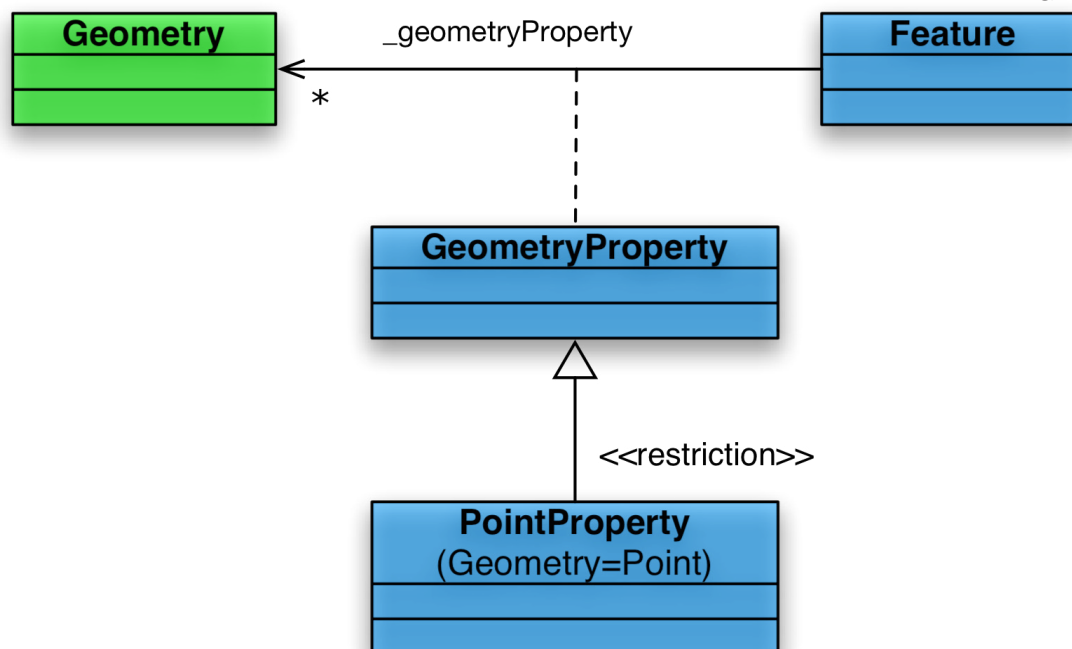 Geometry
_geometryProperty
Feature
*
GeometryProperty
<<restriction>>
PointProperty
(Geometry=Point)